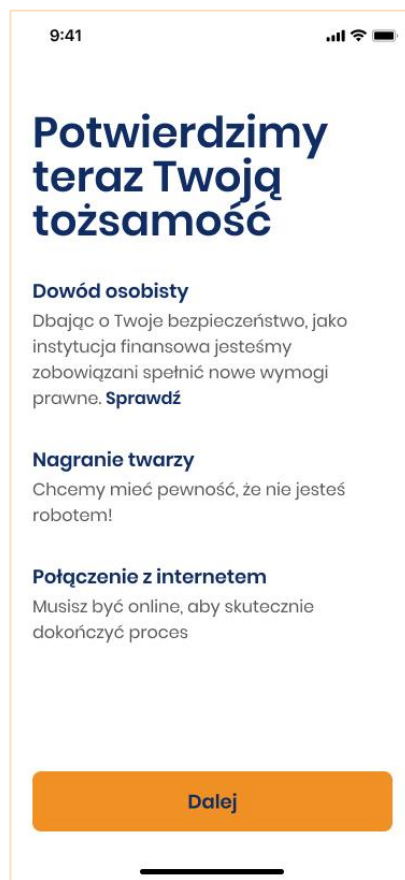 9:41
Potwierdzimy
teraz Twoją
tożsamość
Dowód osobisty
Dbając o Twoje bezpieczeństwo, jako
instytucja finansowa jesteśmy
zobowiązani spełnić nowe wymogi
prawne. Sprawdź
Nagranie twarzy
Chcemy mieć pewność, że nie jesteś
robotem!
Połączenie z internetem
Musisz być online, aby skutecznie
dokończyć proces
Dalej